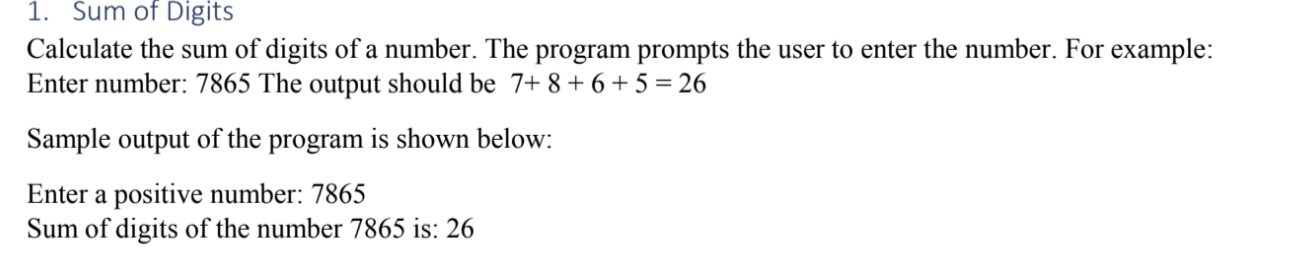 1. Sum of Digits
Calculate the sum of digits of a number. The program prompts the user to enter the number. For example:
Enter number: 7865 The output should be 7+ 8 + 6 + 5 = 26
Sample output of the program is shown below:
Enter a positive number: 7865
Sum of digits of the number 7865 is: 26